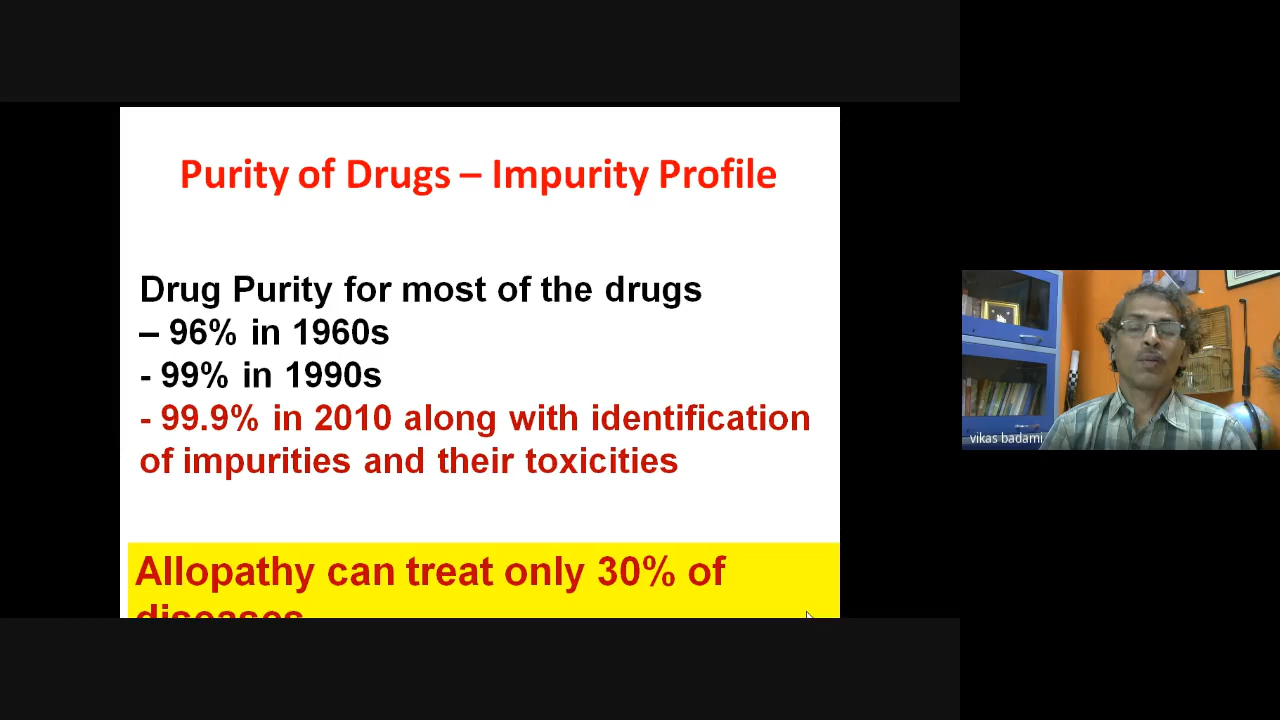 Purity of Drugs – Impurity Profile
Drug Purity for most of the drugs
– 96% in 1960s
- 99% in 1990s
- 99.9% in 2010 along with identification
of impurities and their toxicities
Allopathy can treat only 30% of
diseases
vikas badami